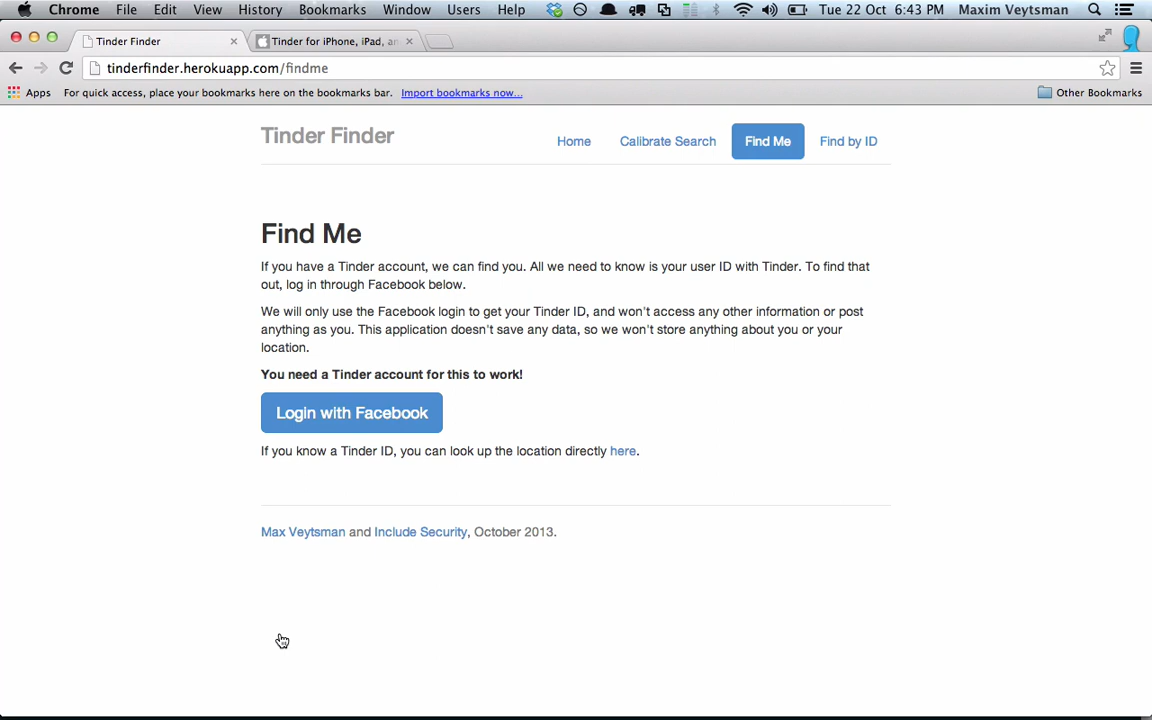 Chrome File Edit View History Bookmarks Window Users Help Tue 22 Oct 6:43 PM Maxim Veytsman
Tinder Finder
Tinder for iPhone, iPad, an
tinderfinder.herokuapp.com/findme
Apps For quick access, place your bookmarks here on the bookmarks bar. Import bookmarks now... Other Bookmarks
Tinder Finder
Home Calibrate Search Find Me Find by ID
Find Me
If you have a Tinder account, we can find you. All we need to know is your user ID with Tinder. To find that
out, log in through Facebook below.
We will only use the Facebook login to get your Tinder ID, and won't access any other information or post
anything as you. This application doesn't save any data, so we won't store anything about you or your
location.
You need a Tinder account for this to work!
Login with Facebook
If you know a Tinder ID, you can look up the location directly here.
Max Veytsman and Include Security, October 2013.